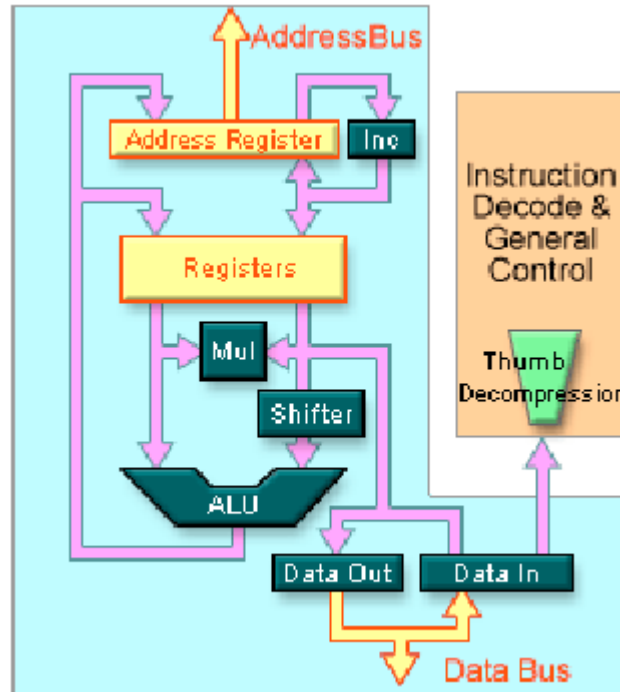 AddressBus
Address Register
Inc
Instruction
Decode &
General
Control
Registers
Mul
Thumb
Decompression
Shifter
ALU
Data Out
Data In
Data Bus